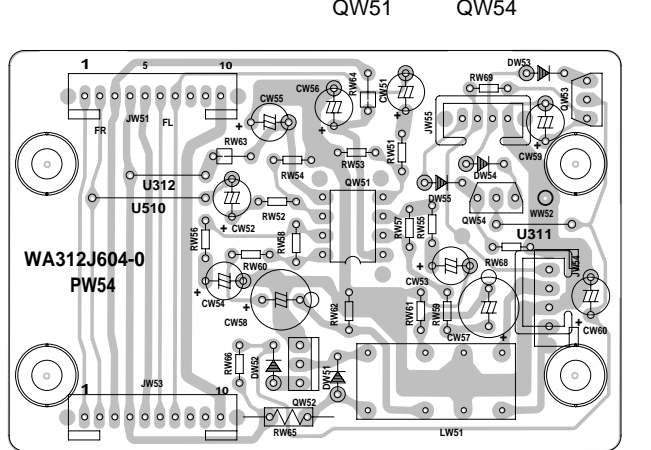 QW51 QW54
1 5 10 DW53
RW64 RW69
CW56 CW51 QW53
CW55
JW51 FL JW55
FR
RW63 RW51 CW59
RW53
RW54 DW54
U312 QW51
DW55
U510
RW52 WW52
CW52 RW57 RW55 QW54
RW56 RW58 U311
WA312J604-0
RW60 RW68 JW54
PW54 CW53
CW54
CW58 RW62 RW61 RW59
CW57 CW60
RW66 DW52 DW51
1 JW53 10
QW52
RW65 LW51